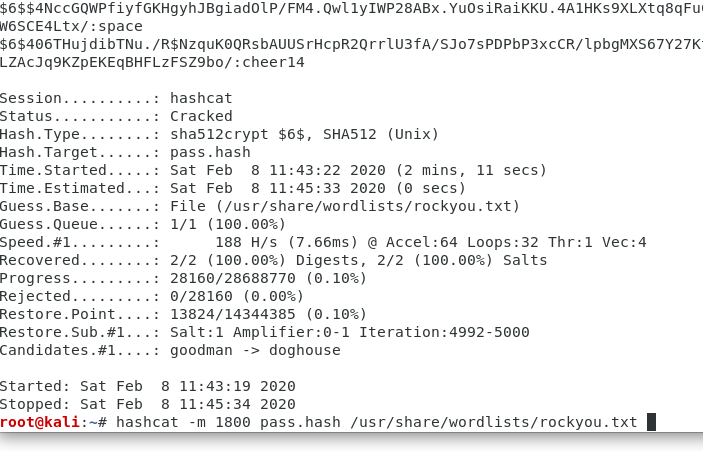 $6$$4NccGQWPfiyfGKHgyhJBgiadOlP/FM4.Qwl1yIWP28ABx.YuOsiRaiKKU.4A1HKs9XLXtq8qFu
W6SCE4Ltx/:space
$6$406THujdibTNu./R$NzquK0QRsbAUUSrHcpR2QrrlU3fA/SJo7sPDPbP3xcCR/lpbgMXS67Y27K
LZAcJq9KZpEKEqBHFLzFSZ9bo/:cheer14
Session..........: hashcat
Status...........: Cracked
Hash.Type........: sha512crypt $6$, SHA512 (Unix)
Hash.Target......: pass.hash
Time.Started.....: Sat Feb  8 11:43:22 2020 (2 mins, 11 secs)
Time.Estimated...: Sat Feb  8 11:45:33 2020 (0 secs)
Guess.Base.......: File (/usr/share/wordlists/rockyou.txt)
Guess.Queue......: 1/1 (100.00%)
Speed.#1.........:      188 H/s (7.66ms) @ Accel:64 Loops:32 Thr:1 Vec:4
Recovered........: 2/2 (100.00%) Digests, 2/2 (100.00%) Salts
Progress.........: 28160/28688770 (0.10%)
Rejected.........: 0/28160 (0.00%)
Restore.Point....: 13824/14344385 (0.10%)
Restore.Sub.#1...: Salt:1 Amplifier:0-1 Iteration:4992-5000
Candidates.#1....: goodman -> doghouse
Started: Sat Feb  8 11:43:19 2020
Stopped: Sat Feb  8 11:45:34 2020
root@kali:~# hashcat -m 1800 pass.hash /usr/share/wordlists/rockyou.txt